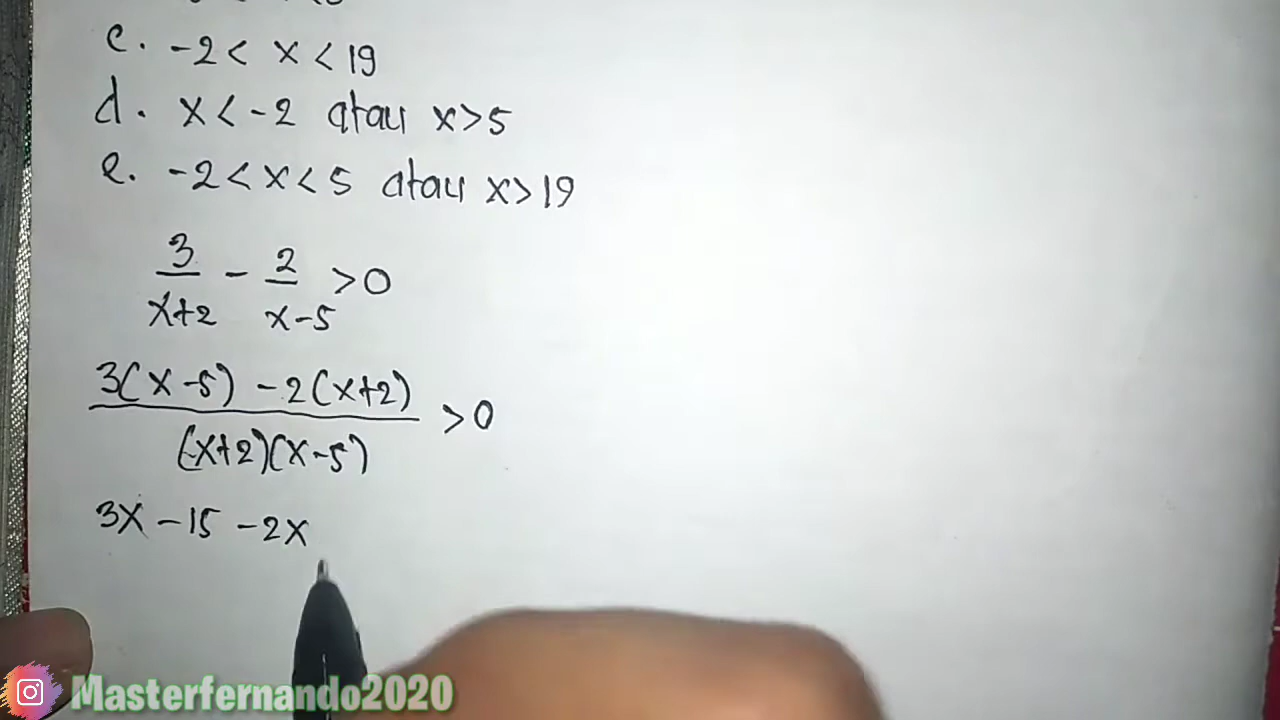 c. -2 < x < 19
d. x < -2 atau x > 5
e. -2 < x < 5 atau x > 19
3/x+2 - 2/x-5 > 0
3(x-5) - 2(x+2)/(x+2)(x-5) > 0
3x - 15 - 2x
Masterfernando2020